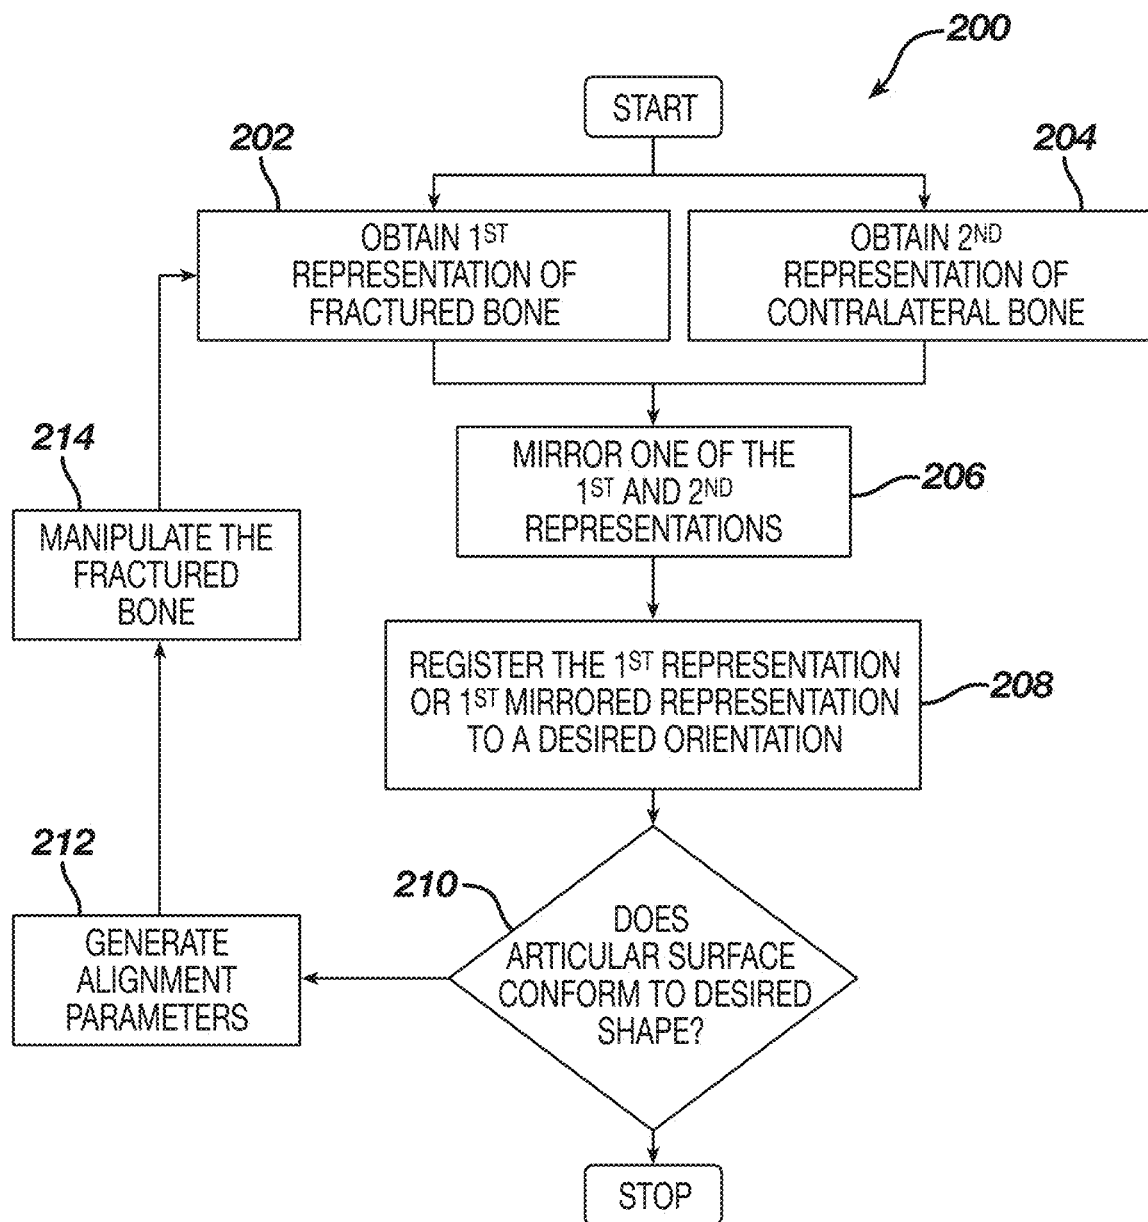 200
START
202
204
OBTAIN 1ST
REPRESENTATION OF
FRACTURED BONE
OBTAIN 2ND
REPRESENTATION OF
CONTRALATERAL BONE
214
MANIPULATE THE
FRACTURED
BONE
MIRROR ONE OF THE
1ST AND 2ND
REPRESENTATIONS
206
REGISTER THE 1ST REPRESENTATION
OR 1ST MIRRORED REPRESENTATION
TO A DESIRED ORIENTATION
208
212
GENERATE
ALIGNMENT
PARAMETERS
210
DOES
ARTICULAR SURFACE
CONFORM TO DESIRED
SHAPE?
STOP